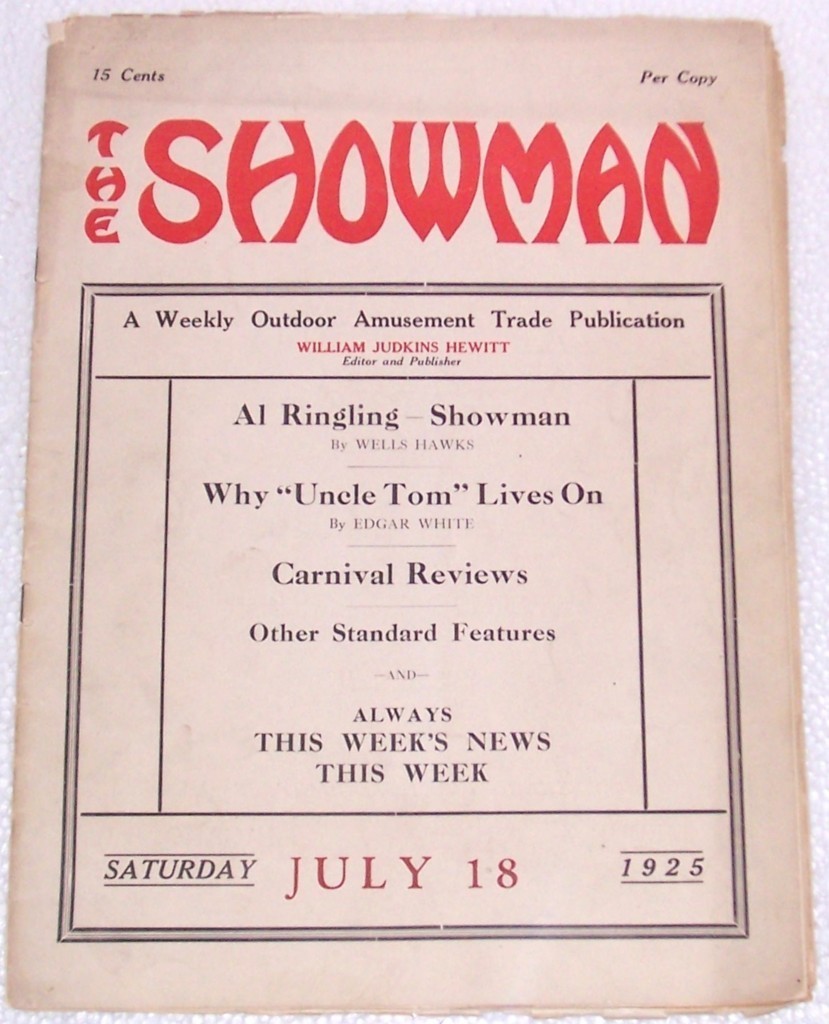 15 Cents Per Copy
THE SHOWMAN
A Weekly Outdoor Amusement Trade Publication
WILLIAM JUDKINS HEWITT
Editor and Publisher
Al Ringling – Showman
By WELLS HAWKS
Why “Uncle Tom” Lives On
By EDGAR WHITE
Carnival Reviews
Other Standard Features
—AND—
ALWAYS
THIS WEEK'S NEWS
THIS WEEK
SATURDAY JULY 18 1925